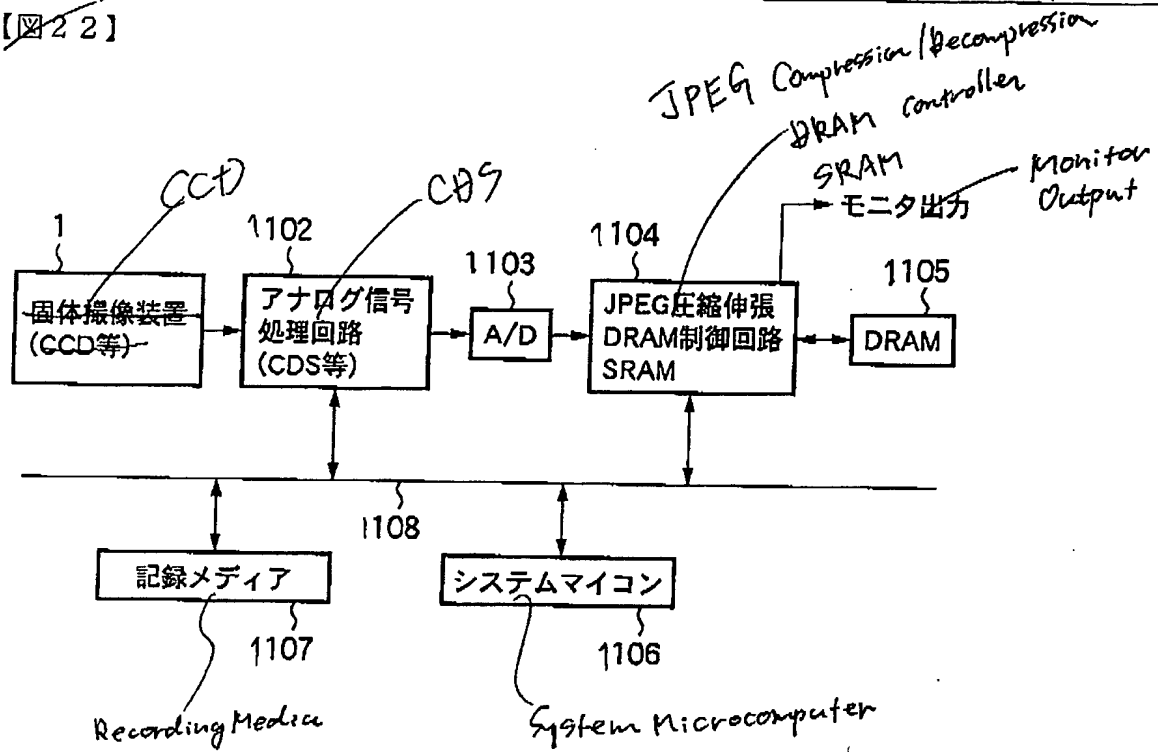 【図22】
JPEG Compression/Decompression
DRAM Controller
SRAM
Monitor
Output
モニタ出力
CCD
CDS
1
1102
1103
1104
1105
固体撮像装置
(CCD等)
アナログ信号
処理回路
(CDS等)
A/D
JPEG圧縮伸張
DRAM制御回路
SRAM
DRAM
1108
記録メディア
システムマイコン
1107
1106
Recording Media
System Microcomputer